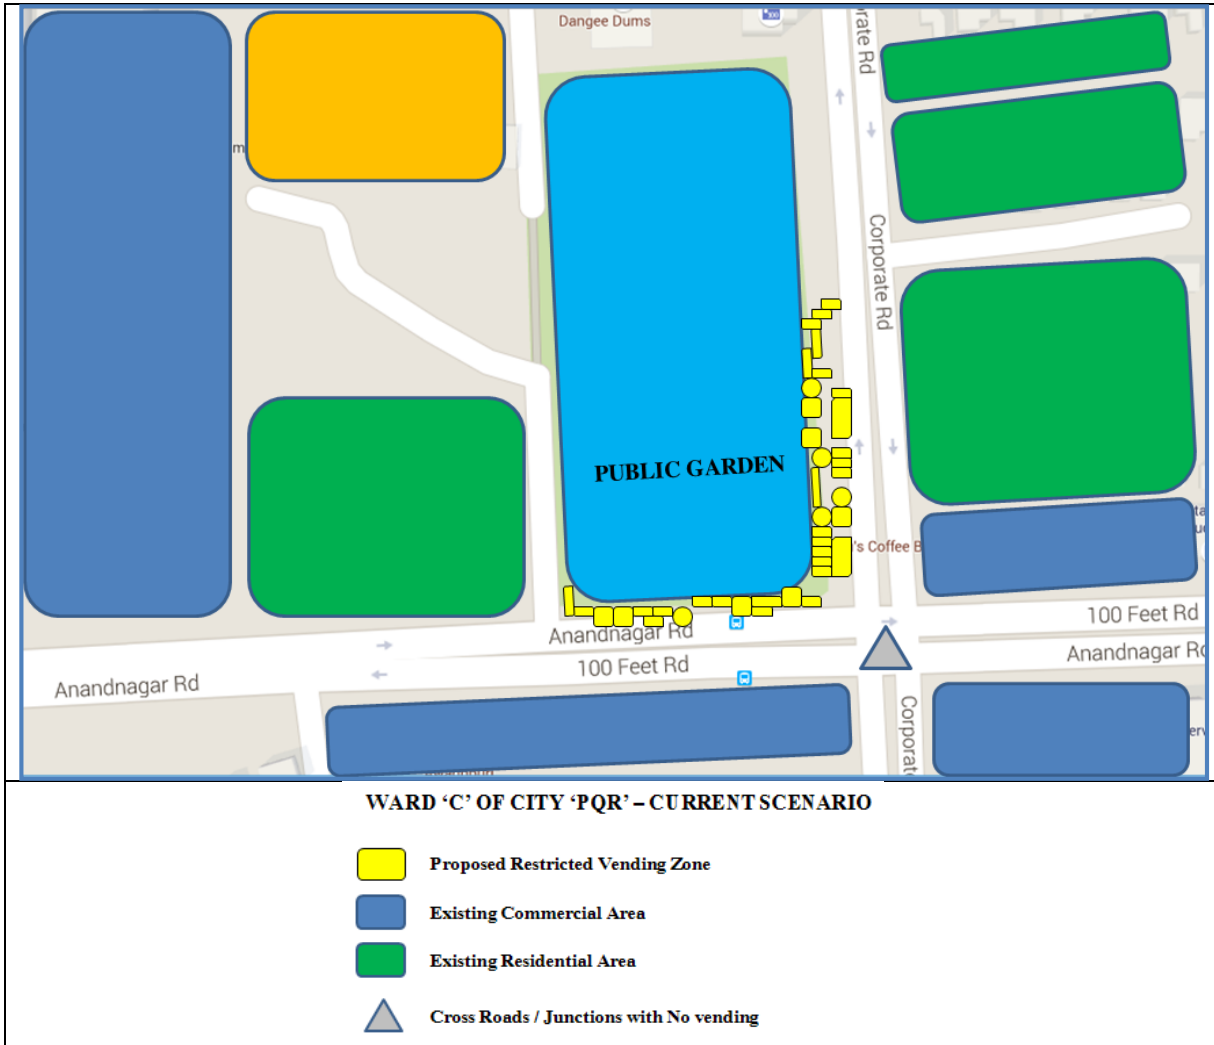 Dangee Dums
300
rate Rd
m
Corporate Rd
PUBLIC GARDEN
's Coffee B
100 Feet Rd
Anandnagar Rd
100 Feet Rd
Anandnagar Rd
Anandnagar Rd
Corporat
WARD ‘C’ OF CITY ‘PQR’ – CURRENT SCENARIO
Proposed Restricted Vending Zone
Existing Commercial Area
Existing Residential Area
Cross Roads / Junctions with No vending